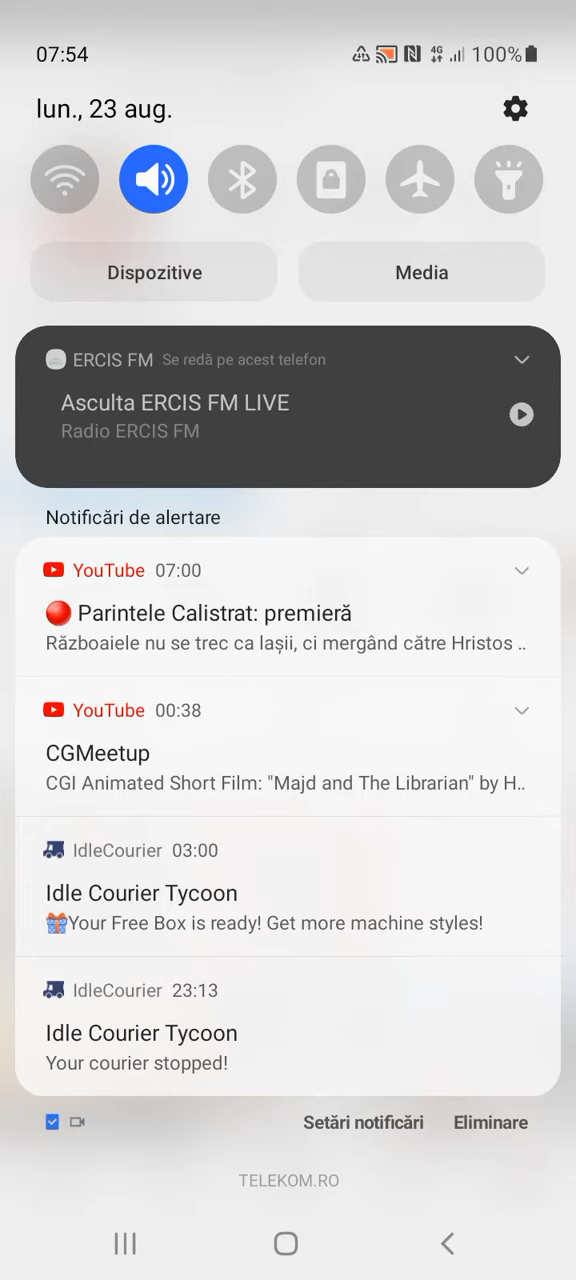 07:54
4G
100%
lun., 23 aug.
Dispozitive
Media
ERCIS FM Se redă pe acest telefon
Asculta ERCIS FM LIVE
Radio ERCIS FM
Notificări de alertare
YouTube 07:00
Parintele Calistrat: premieră
Războaiele nu se trec ca lașii, ci mergând către Hristos ..
YouTube 00:38
CGMeetup
CGI Animated Short Film: "Majd and The Librarian" by H..
IdleCourier 03:00
Idle Courier Tycoon
Your Free Box is ready! Get more machine styles!
IdleCourier 23:13
Idle Courier Tycoon
Your courier stopped!
Setări notificări
Eliminare
TELEKOM.RO